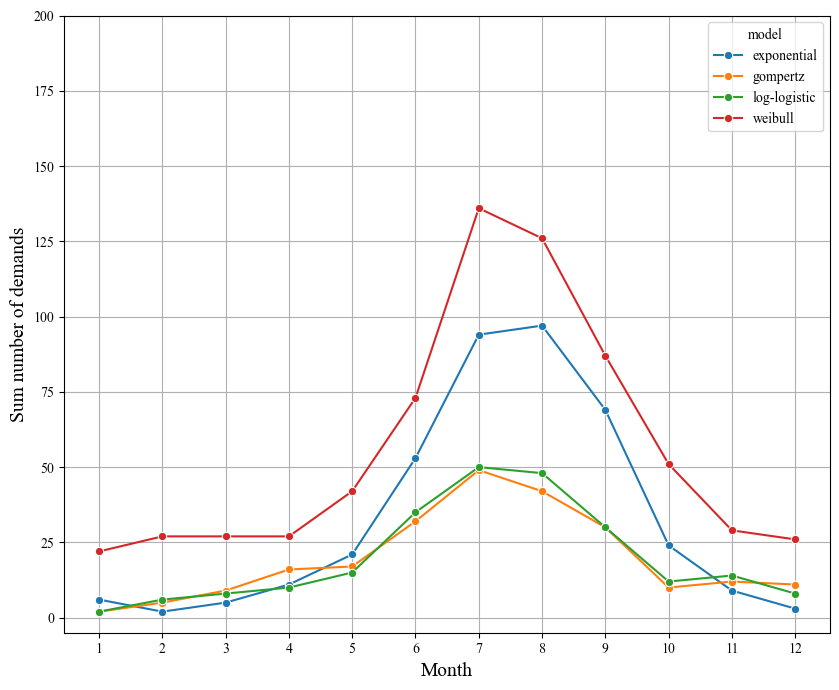 200
175
150
125
100
75
50
25
0
Sum number of demands
model
exponential
gompertz
log-logistic
weibull
1 2 3 4 5 6 7 8 9 10 11 12
Month